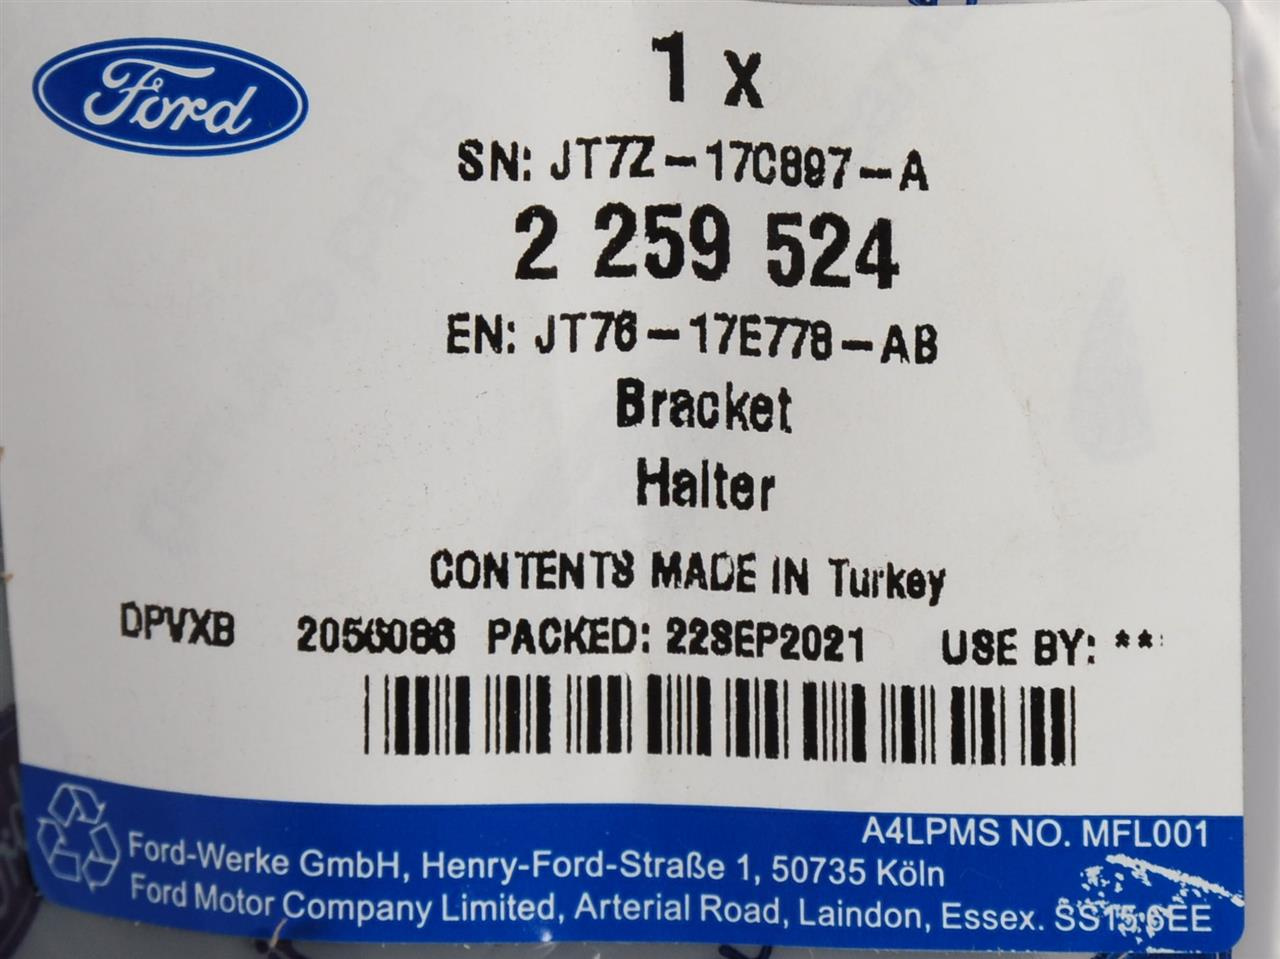 Ford
1 x
SN: JT7Z-17C897-A
2 259 524
EN: JT76-17E778-AB
Bracket
Halter
CONTENTS MADE IN Turkey
DPVXB 2056086 PACKED: 22SEP2021 USE BY: **
A4LPMS NO. MFL001
Ford-Werke GmbH, Henry-Ford-Straße 1, 50735 Köln
Ford Motor Company Limited, Arterial Road, Laindon, Essex. SS15 6EE